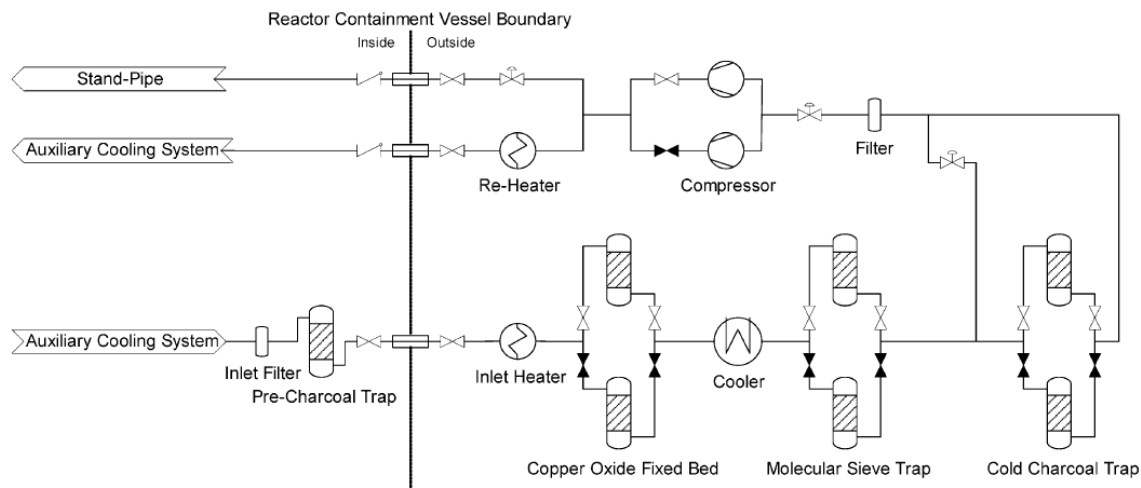 Reactor Containment Vessel Boundary
Inside
Outside
Stand-Pipe
Auxiliary Cooling System
Re-Heater
Compressor
Filter
Auxiliary Cooling System
Inlet Filter
Pre-Charcoal Trap
Inlet Heater
Cooler
Copper Oxide Fixed Bed
Molecular Sieve Trap
Cold Charcoal Trap